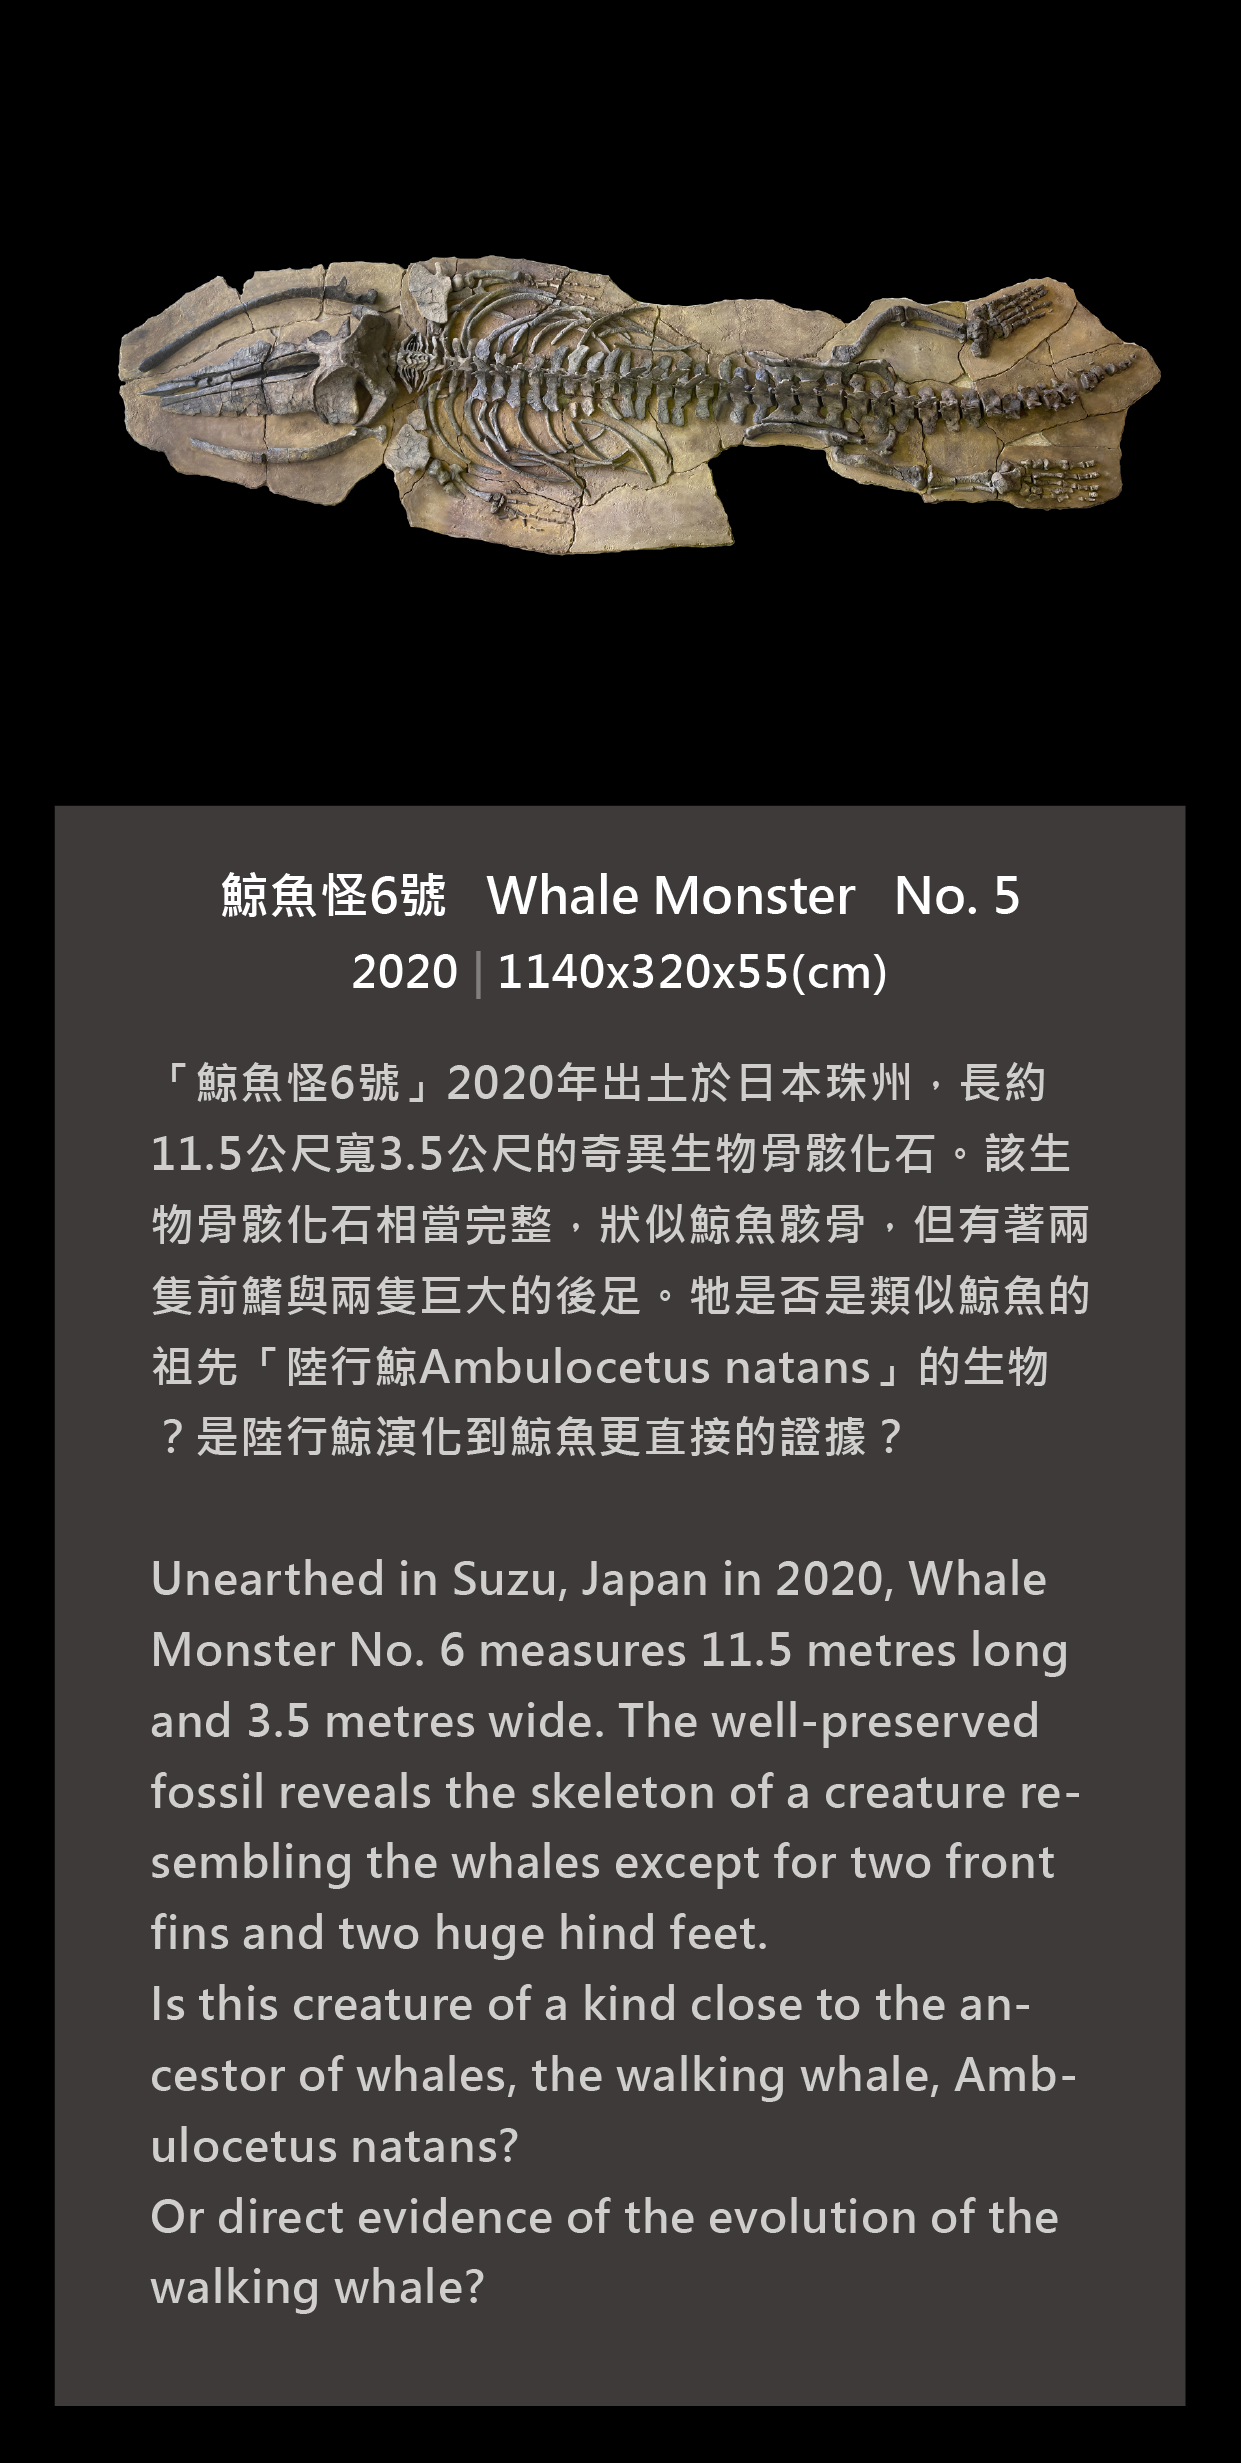 鯨魚怪6號 Whale Monster No. 5
2020 | 1140x320x55(cm)
「鯨魚怪6號」2020年出土於日本珠州，長約
11.5公尺寬3.5公尺的奇異生物骨骸化石。該生
物骨骸化石相當完整，狀似鯨魚骸骨，但有著兩
隻前鰭與兩隻巨大的後足。牠是否是類似鯨魚的
祖先「陸行鯨Ambulocetus natans」的生物
？是陸行鯨演化到鯨魚更直接的證據？
Unearthed in Suzu, Japan in 2020, Whale
Monster No. 6 measures 11.5 metres long
and 3.5 metres wide. The well-preserved
fossil reveals the skeleton of a creature re-
sembling the whales except for two front
fins and two huge hind feet.
Is this creature of a kind close to the an-
cestor of whales, the walking whale, Amb-
ulocetus natans?
Or direct evidence of the evolution of the
walking whale?